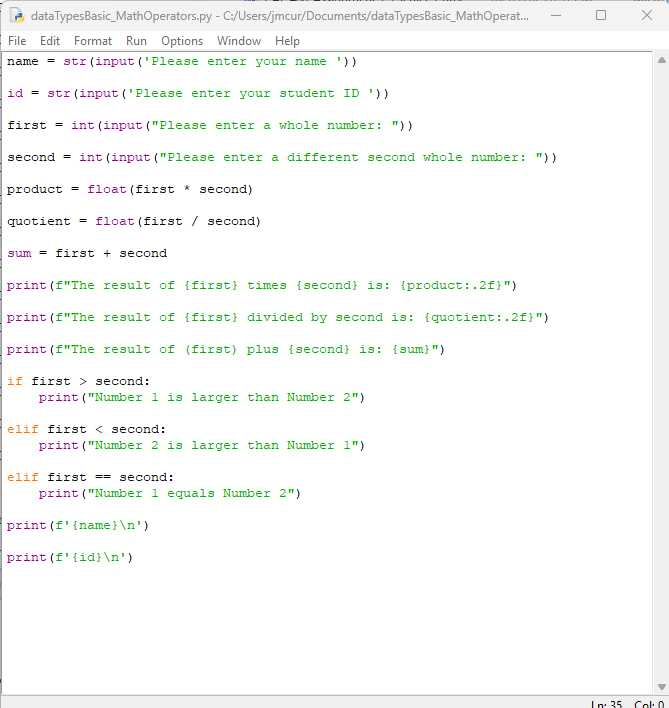 dataTypesBasic_MathOperators.py - C:/Users/jmcur/Documents/dataTypesBasic_MathOperat...
File Edit Format Run Options Window Help
name = str(input('Please enter your name '))
id = str(input('Please enter your student ID '))
first = int(input("Please enter a whole number: "))
second = int(input("Please enter a different second whole number: "))
product = float(first * second)
quotient = float(first / second)
sum = first + second
print(f"The result of {first} times {second} is: {product:.2f}")
print(f"The result of {first} divided by second is: {quotient:.2f}")
print(f"The result of (first) plus {second} is: {sum}")
if first > second:
    print("Number 1 is larger than Number 2")
elif first < second:
    print("Number 2 is larger than Number 1")
elif first == second:
    print("Number 1 equals Number 2")
print(f'{name}\n')
print(f'{id}\n')
Ln: 35 Col: 0